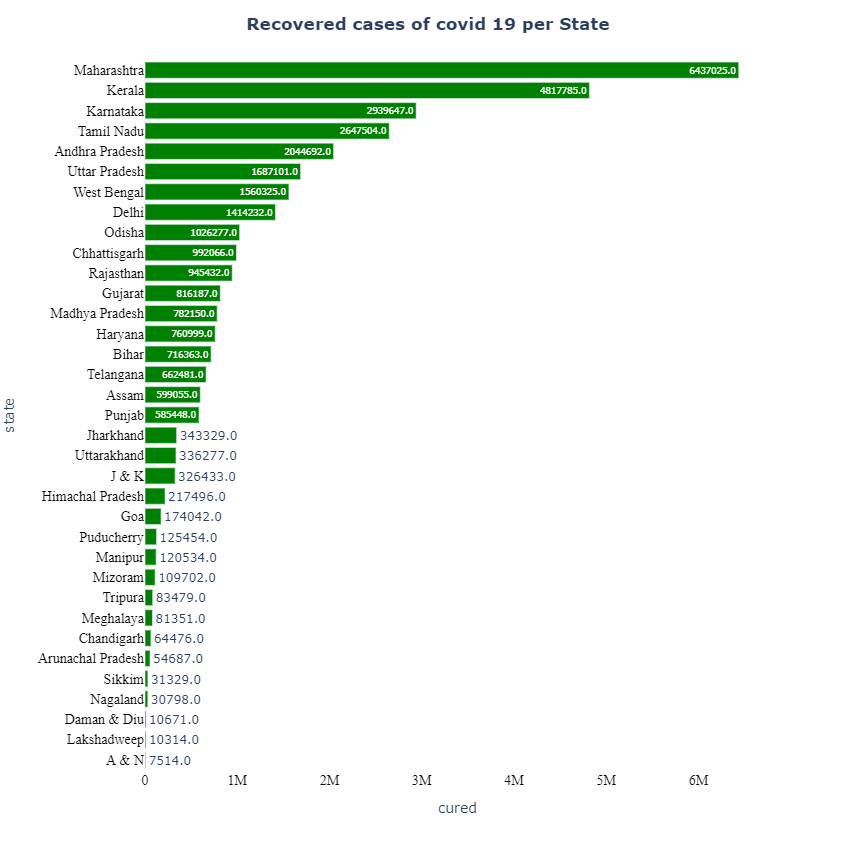 Recovered cases of covid 19 per State
Maharashtra 6437025.0
Kerala 4817785.0
Karnataka 2939647.0
Tamil Nadu 2647504.0
Andhra Pradesh 2044692.0
Uttar Pradesh 1687101.0
West Bengal 1560325.0
Delhi 1414232.0
Odisha 1026277.0
Chhattisgarh 992066.0
Rajasthan 945432.0
Gujarat 816187.0
Madhya Pradesh 782150.0
Haryana 760999.0
Bihar 716363.0
Telangana 662481.0
Assam 599055.0
Punjab 585448.0
Jharkhand 343329.0
Uttarakhand 336277.0
J & K 326433.0
Himachal Pradesh 217496.0
Goa 174042.0
Puducherry 125454.0
Manipur 120534.0
Mizoram 109702.0
Tripura 83479.0
Meghalaya 81351.0
Chandigarh 64476.0
Arunachal Pradesh 54687.0
Sikkim 31329.0
Nagaland 30798.0
Daman & Diu 10671.0
Lakshadweep 10314.0
A & N 7514.0
state
0 1M 2M 3M 4M 5M 6M
cured